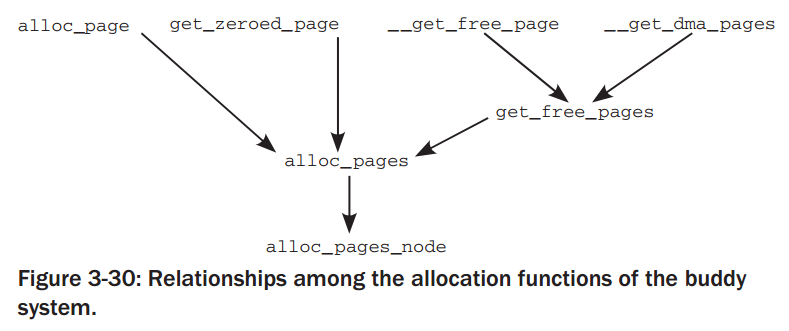 alloc_page get_zeroed_page __get_free_page __get_dma_pages
get_free_pages
alloc_pages
alloc_pages_node
Figure 3-30: Relationships among the allocation functions of the buddy
system.